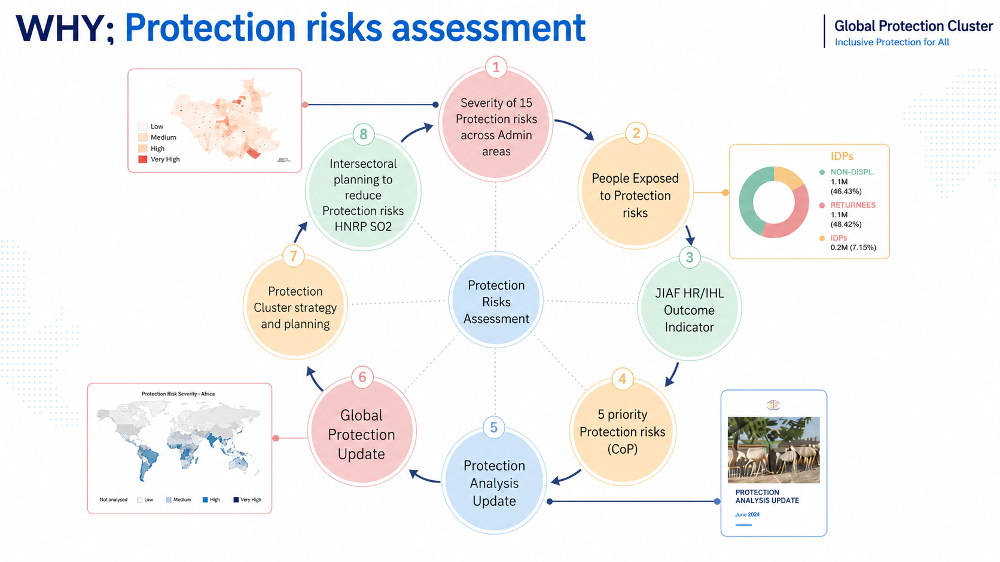 WHY; Protection risks assessment
Global Protection Cluster
Inclusive Protection for All
1
Severity of 15
Protection risks
across Admin
areas
Low
Medium
High
Very High
2
People Exposed
to Protection
risks
IDPs
NON-DISPL.
1.1M
(46.43%)
RETURNEES
1.1M
(48.42%)
IDPs
0.2M (7.15%)
3
JIAF HR/IHL
Outcome
Indicator
4
5 priority
Protection risks
(CoP)
5
Protection
Analysis
Update
PROTECTION
ANALYSIS UPDATE
June 2024
6
Global
Protection
Update
Protection Risk Severity–Africa
Not analysed Low Medium High Very High
7
Protection
Cluster strategy
and planning
8
Intersectoral
planning to
reduce
Protection risks
HNRP SO2
Protection
Risks
Assessment